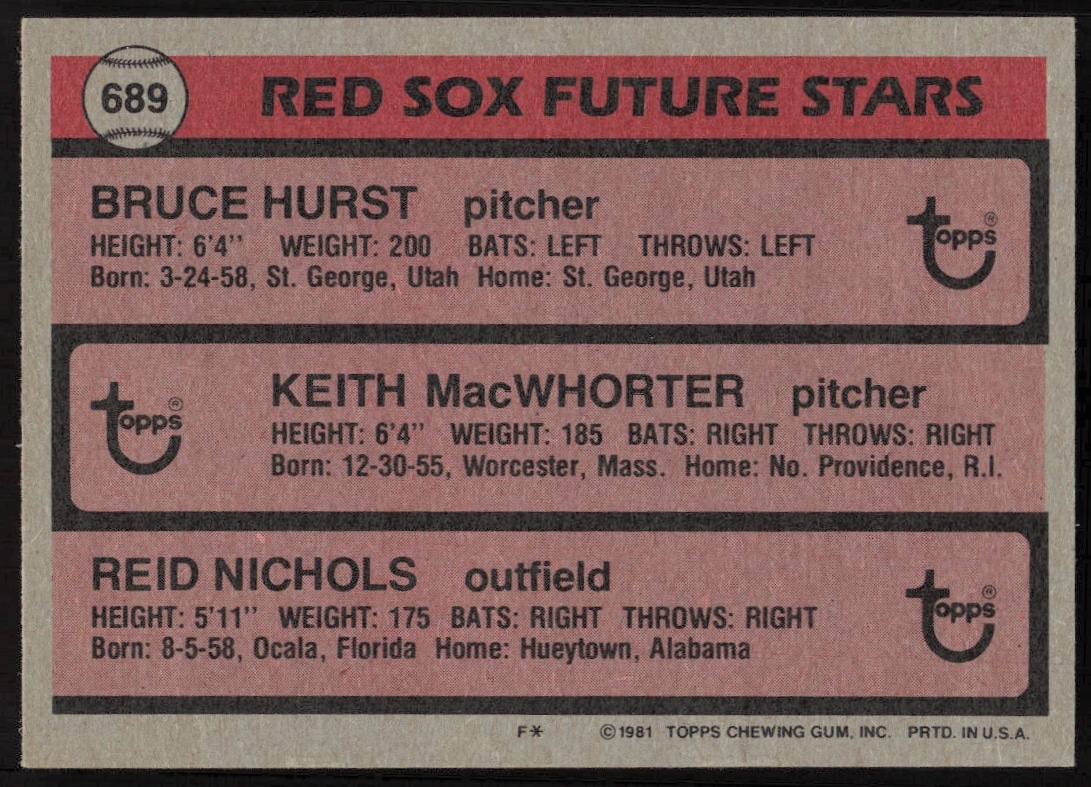 689 RED SOX FUTURE STARS
BRUCE HURST pitcher
HEIGHT: 6'4" WEIGHT: 200 BATS: LEFT THROWS: LEFT
Born: 3-24-58, St. George, Utah Home: St. George, Utah
topps®
KEITH MacWHORTER pitcher
HEIGHT: 6'4" WEIGHT: 185 BATS: RIGHT THROWS: RIGHT
Born: 12-30-55, Worcester, Mass. Home: No. Providence, R.I.
topps®
REID NICHOLS outfield
HEIGHT: 5'11" WEIGHT: 175 BATS: RIGHT THROWS: RIGHT
Born: 8-5-58, Ocala, Florida Home: Hueytown, Alabama
topps®
F* ©1981 TOPPS CHEWING GUM, INC. PRTD. IN U.S.A.